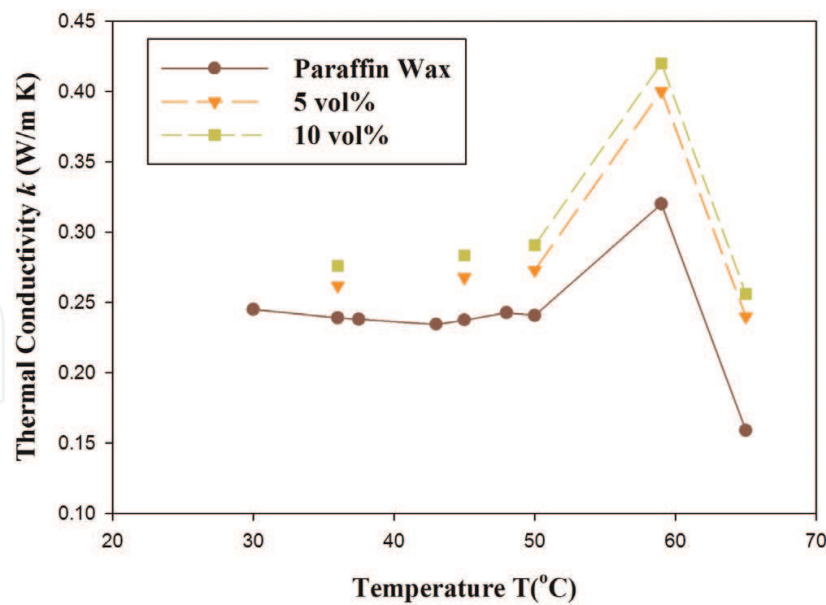 0.45
0.40
0.35
0.30
0.25
0.20
0.15
0.10
Thermal Conductivity k (W/m K)
Paraffin Wax
5 vol%
10 vol%
20
30
40
50
60
70
Temperature T(°C)